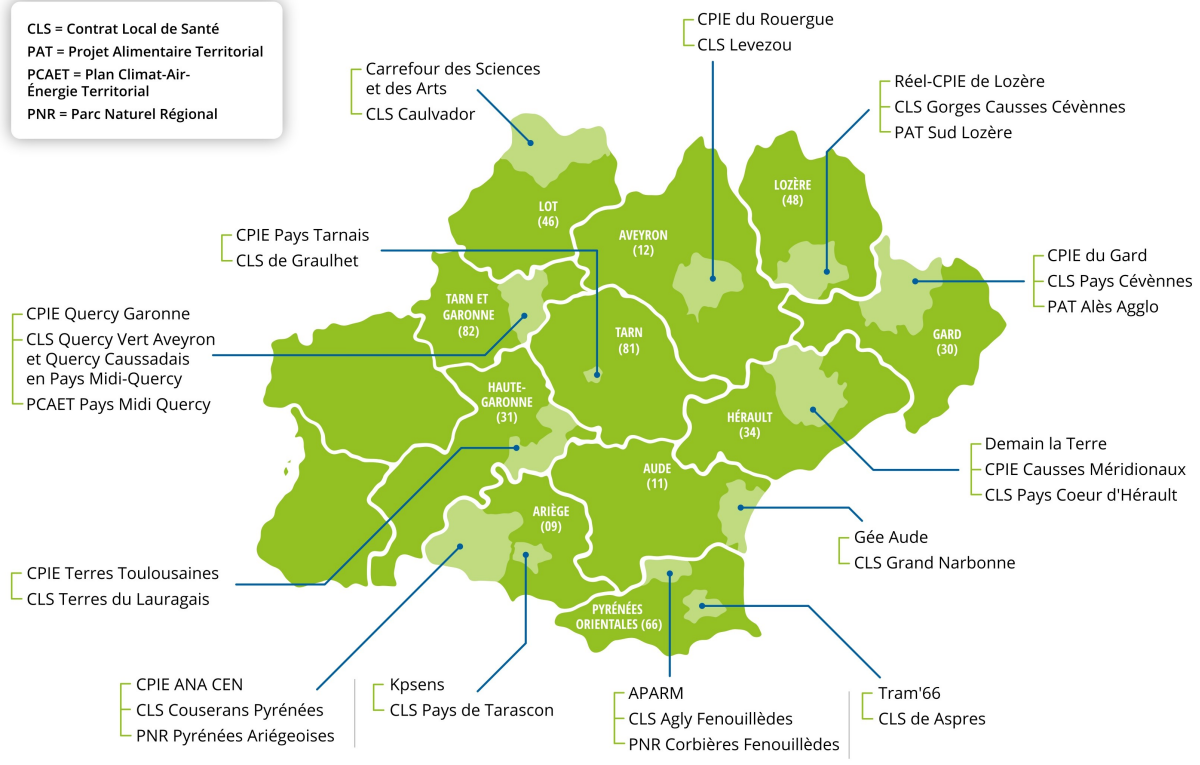 CLS = Contrat Local de Santé
PAT = Projet Alimentaire Territorial
PCAET = Plan Climat-Air-
Énergie Territorial
PNR = Parc Naturel Régional
CPIE du Rouergue
CLS Levezou
Carrefour des Sciences
et des Arts
CLS Caulvador
Réel-CPIE de Lozère
CLS Gorges Causses Cévènnes
PAT Sud Lozère
LOZÈRE
(48)
LOT
(46)
AVEYRON
(12)
CPIE Pays Tarnais
CLS de Graulhet
CPIE du Gard
CLS Pays Cévènnes
PAT Alès Agglo
TARN ET
GARONNE
(82)
CPIE Quercy Garonne
CLS Quercy Vert Aveyron
et Quercy Caussadais
en Pays Midi-Quercy
PCAET Pays Midi Quercy
TARN
(81)
GARD
(30)
HAUTE-
GARONNE
(31)
HÉRAULT
(34)
Demain la Terre
CPIE Causses Méridionaux
CLS Pays Coeur d'Hérault
AUDE
(11)
ARIÈGE
(09)
Gée Aude
CLS Grand Narbonne
CPIE Terres Toulousaines
CLS Terres du Lauragais
PYRÉNÉES
ORIENTALES (66)
CPIE ANA CEN
CLS Couserans Pyrénées
PNR Pyrénées Ariégeoises
Kpsens
CLS Pays de Tarascon
APARM
CLS Agly Fenouillèdes
PNR Corbières Fenouillèdes
Tram'66
CLS de Aspres